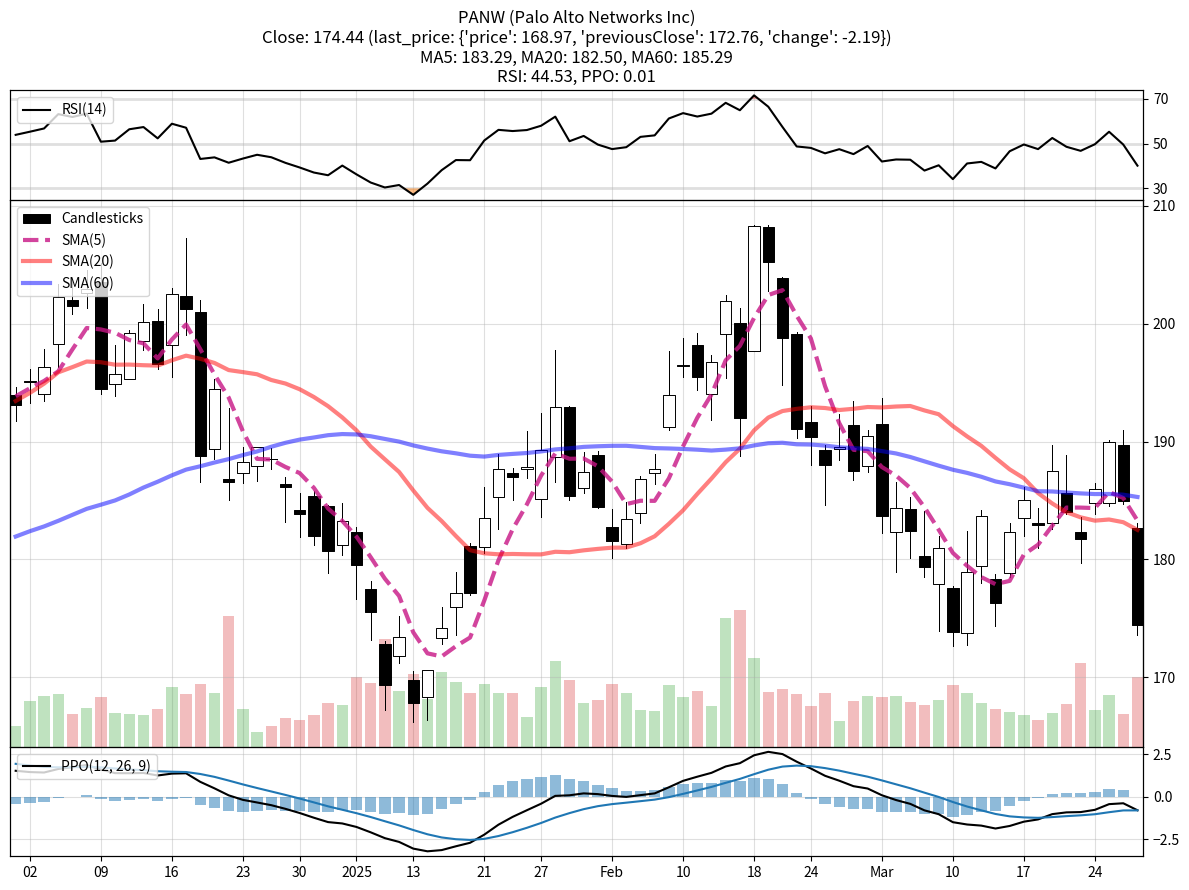 PANW (Palo Alto Networks Inc)
Close: 174.44 (last_price: {'price': 168.97, 'previousClose': 172.76, 'change': -2.19})
MA5: 183.29, MA20: 182.50, MA60: 185.29
RSI: 44.53, PPO: 0.01
RSI(14)
70
50
30
Candlesticks
SMA(5)
SMA(20)
SMA(60)
210
200
190
180
170
PPO(12, 26, 9)
2.5
0.0
−2.5
02 09 16 23 30 2025 13 21 27 Feb 10 18 24 Mar 10 17 24